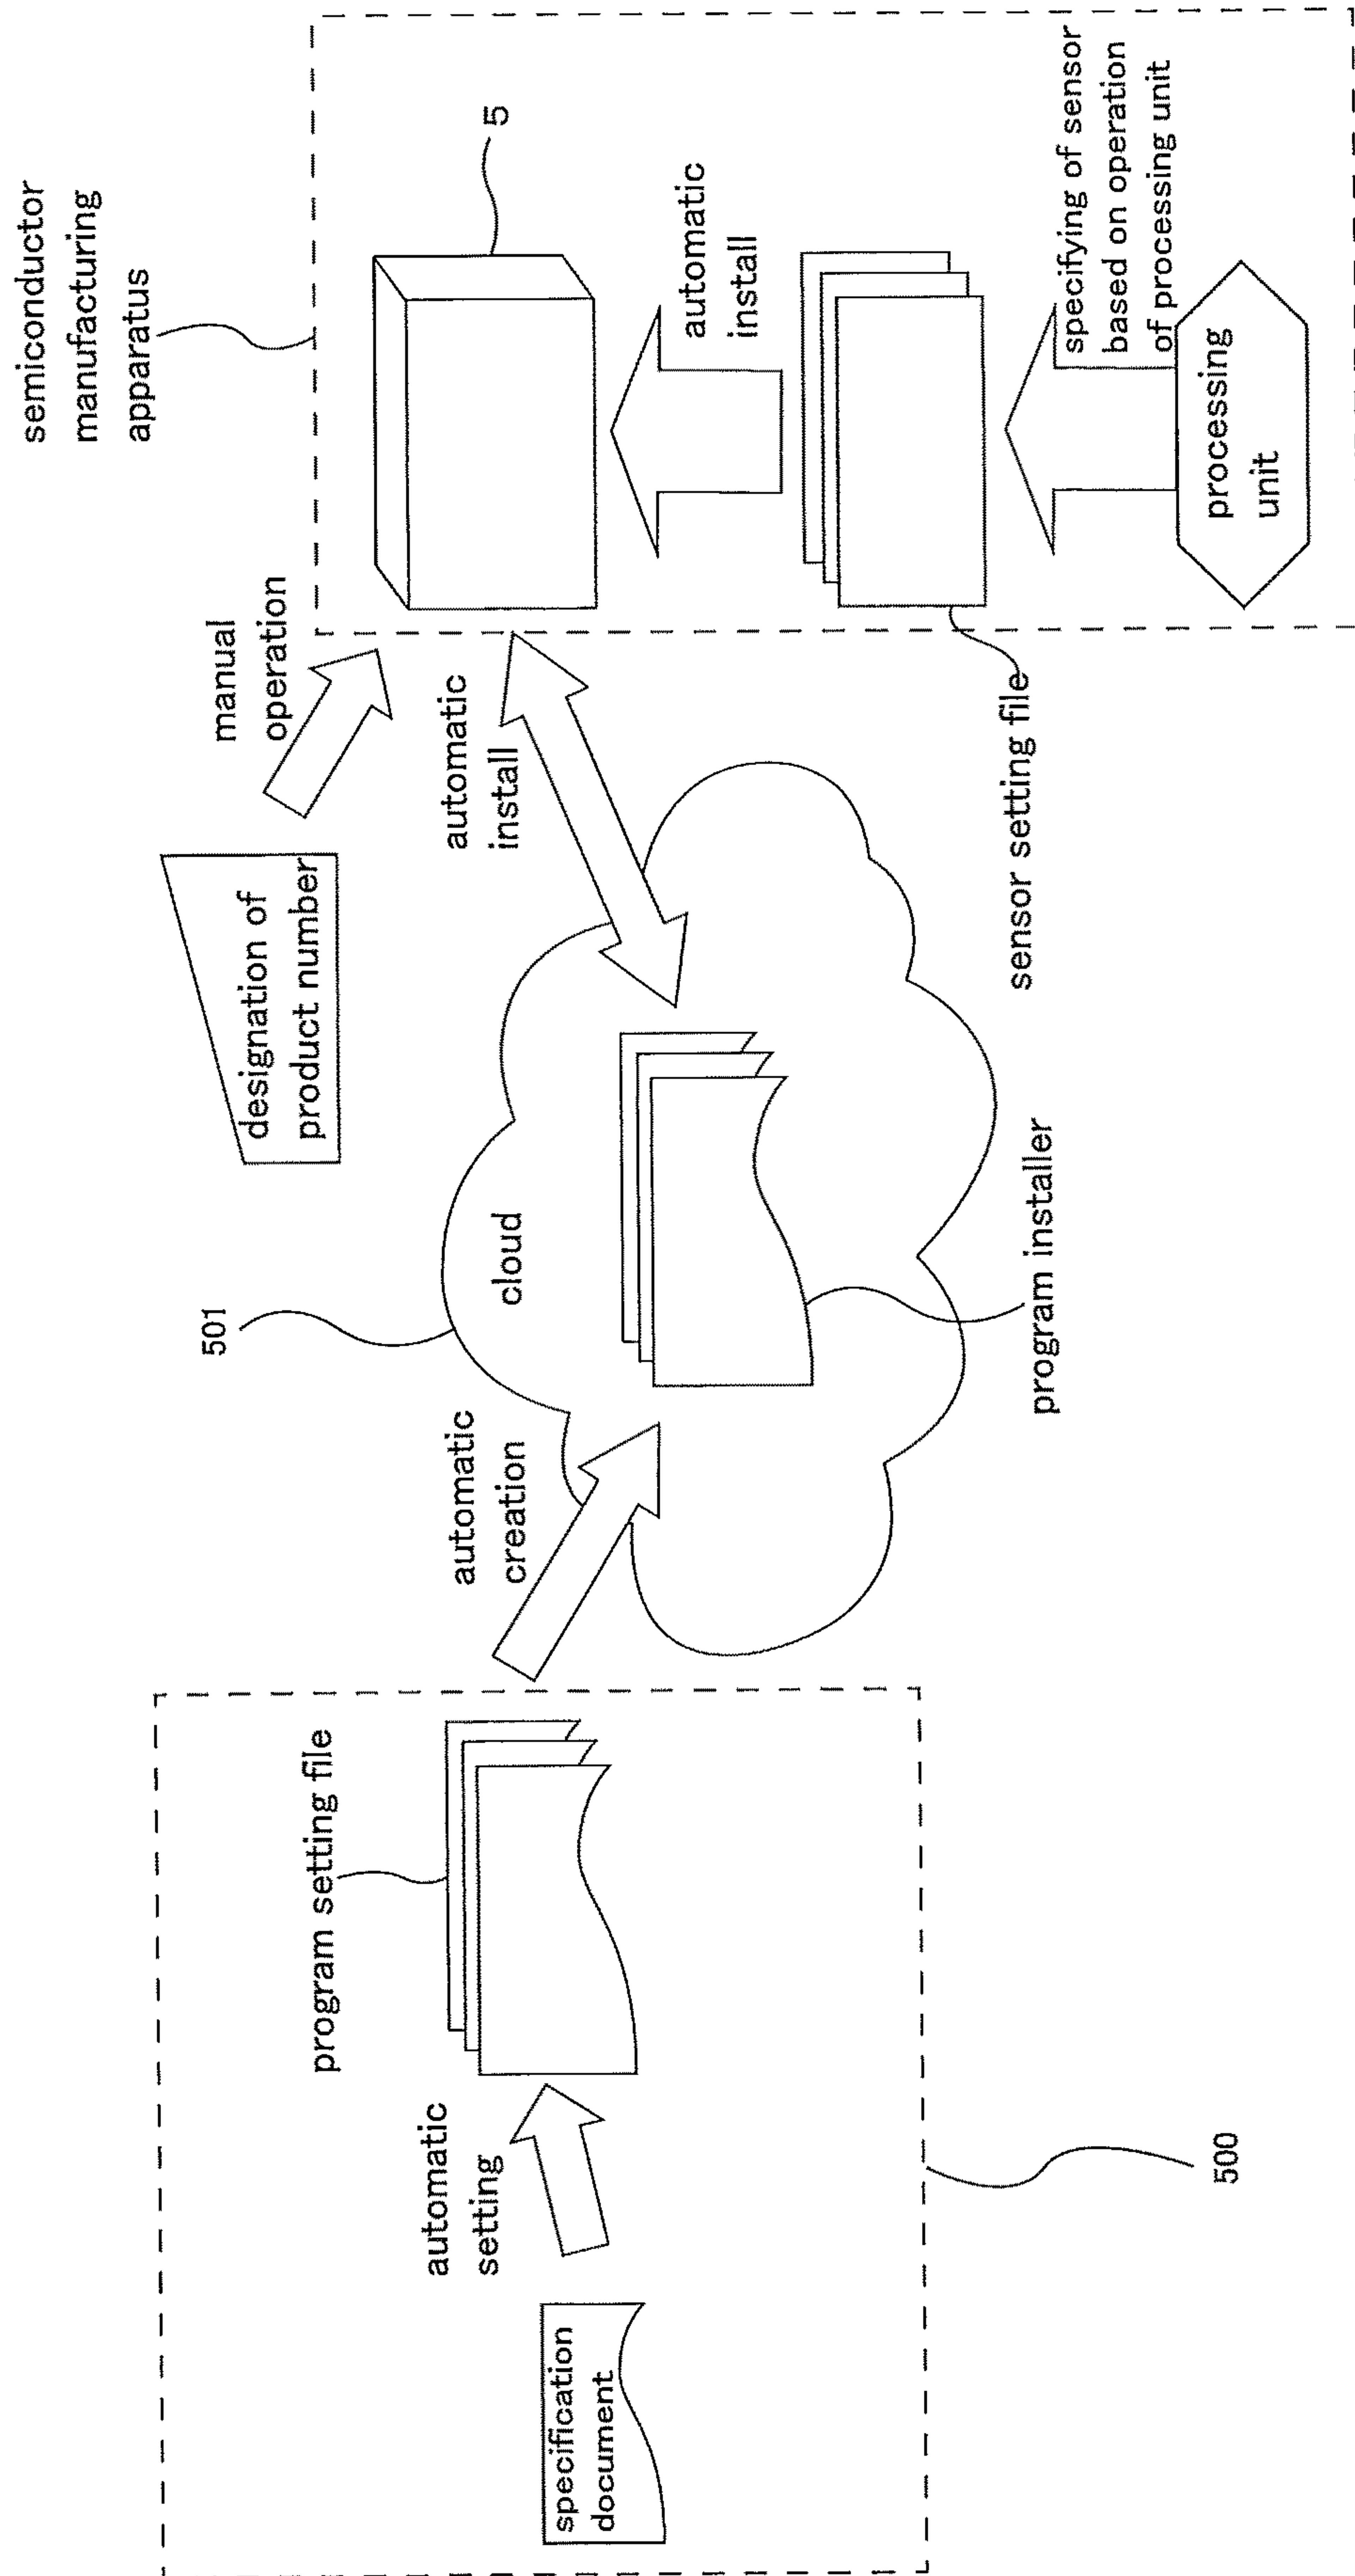 specification
document
automatic
setting
program setting file
500
automatic
creation
501
cloud
program installer
designation of
product number
manual
operation
automatic
install
sensor setting file
semiconductor
manufacturing
apparatus
5
automatic
install
specifying of sensor
based on operation
of processing unit
processing
unit